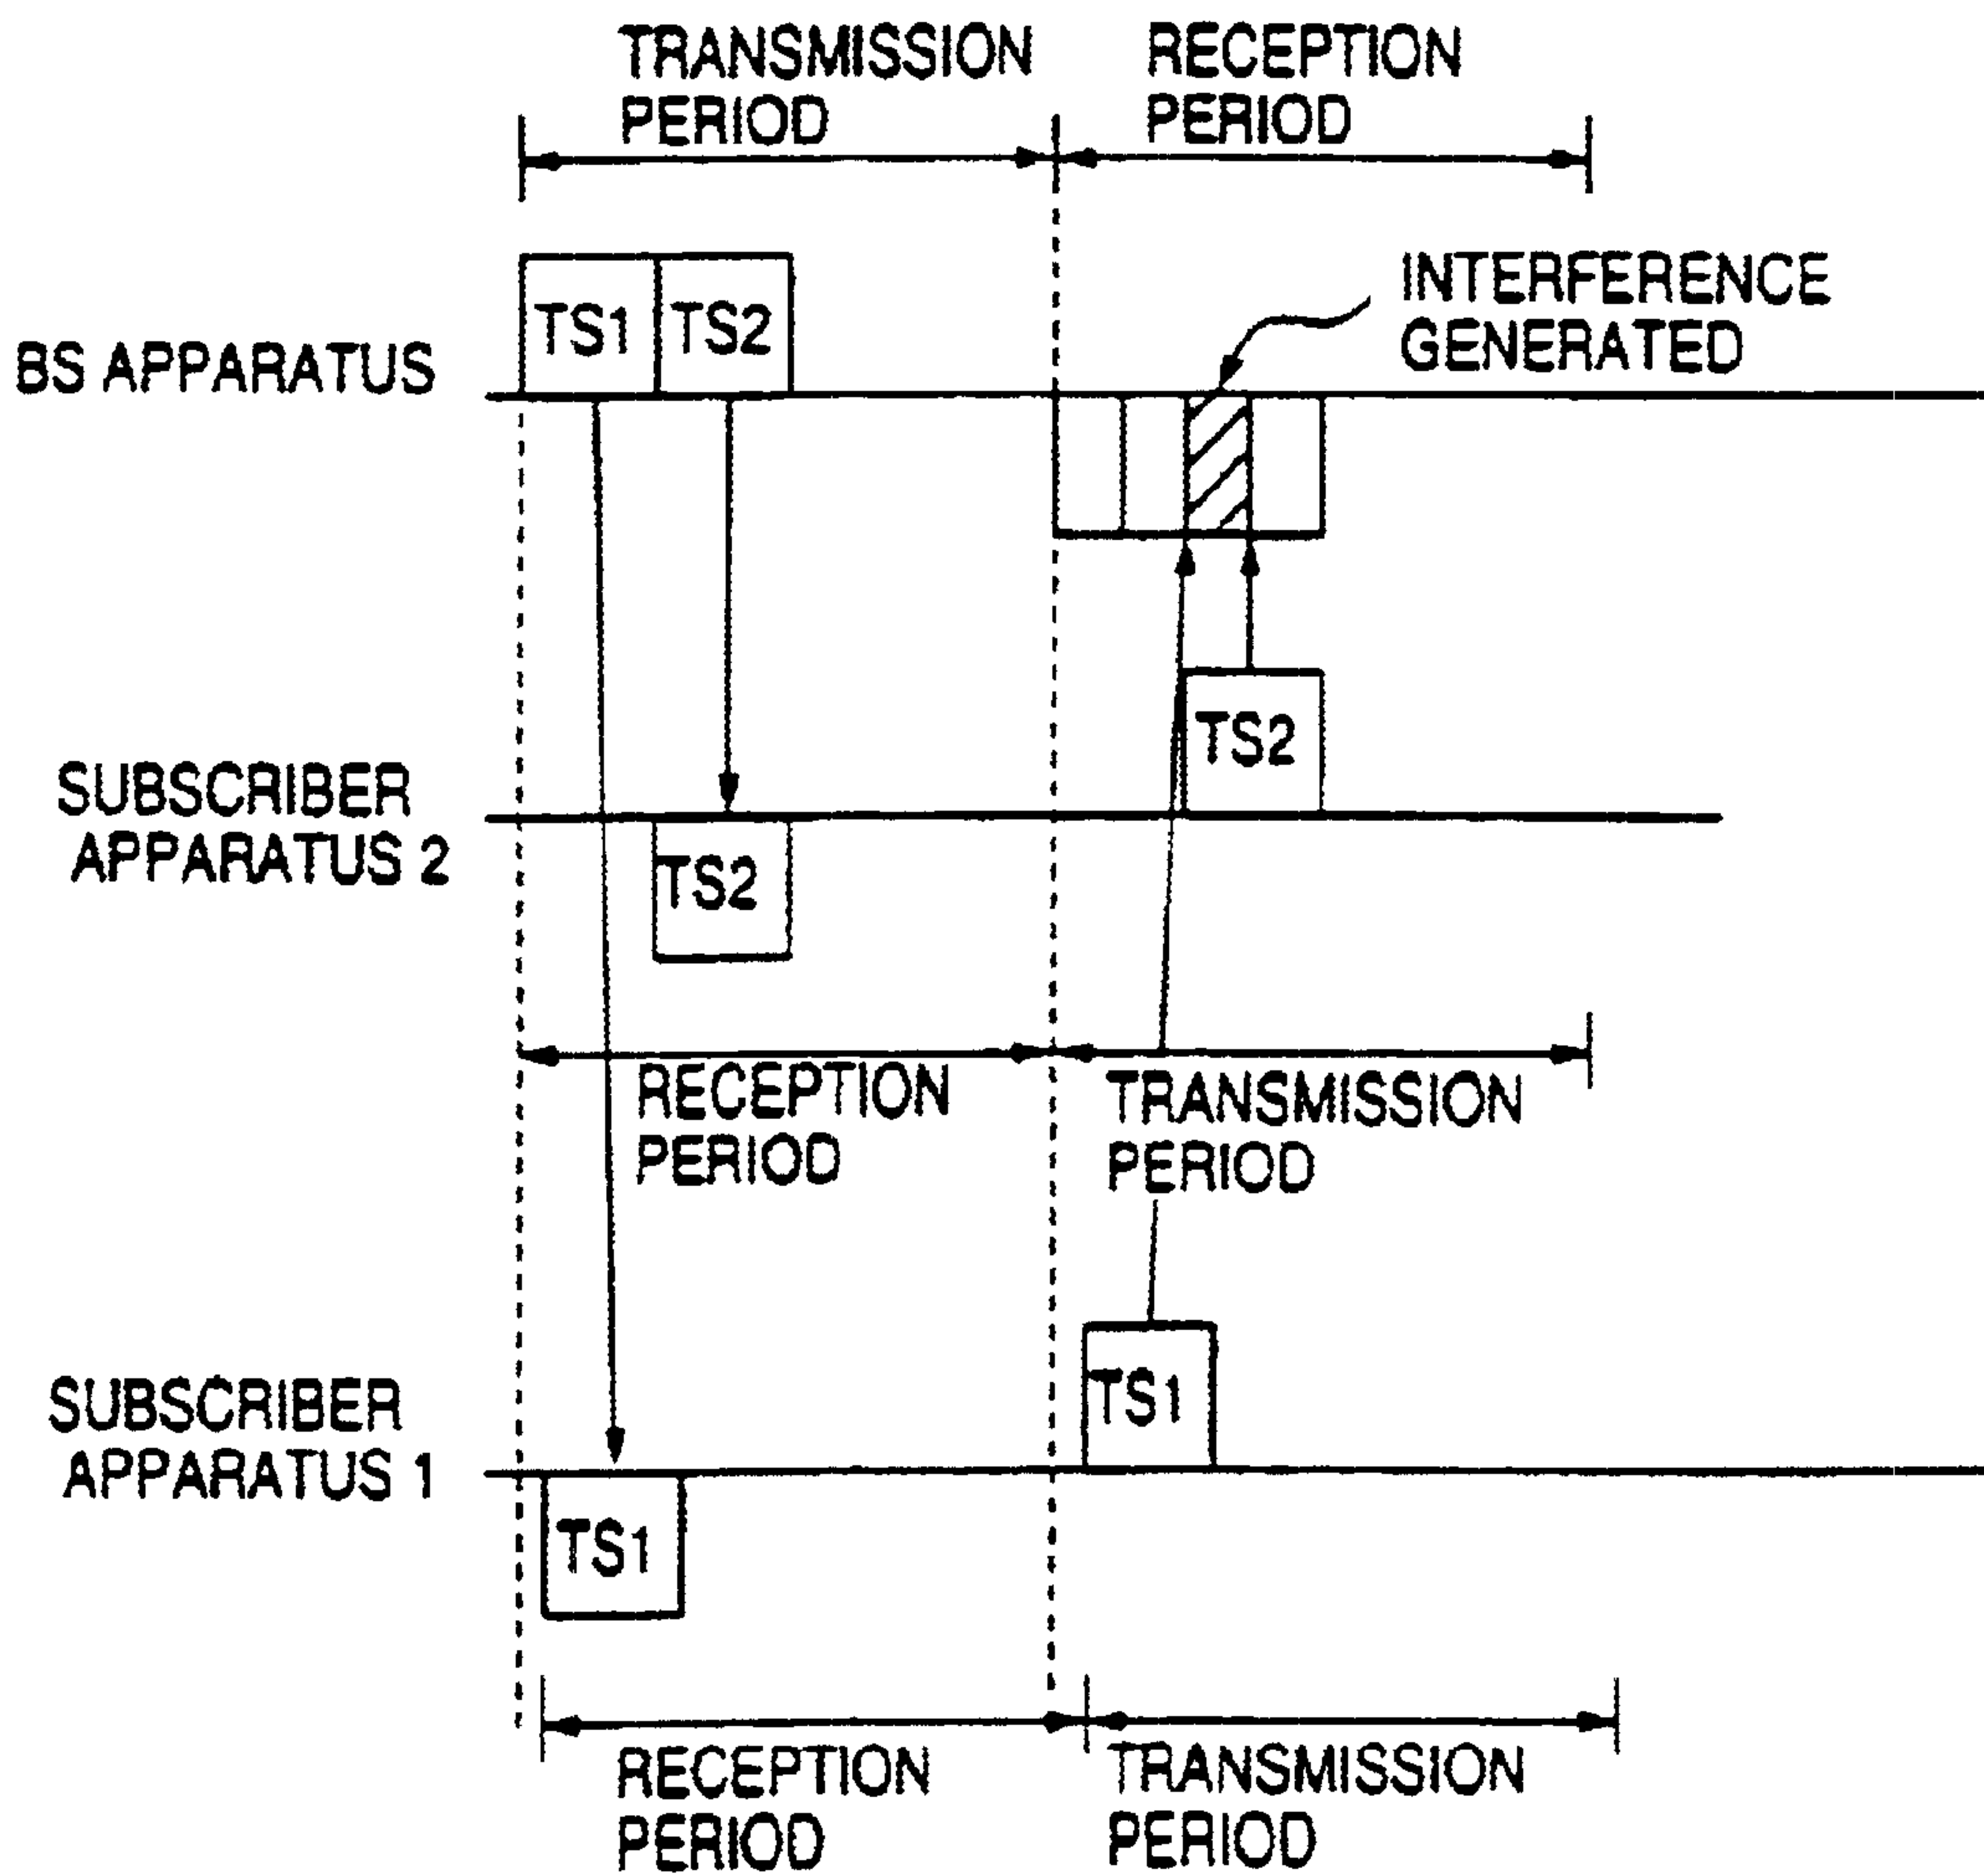 TRANSMISSION
PERIOD
RECEPTION
PERIOD
BS APPARATUS
TS1
TS2
INTERFERENCE
GENERATED
SUBSCRIBER
APPARATUS 2
TS2
TS2
RECEPTION
PERIOD
TRANSMISSION
PERIOD
SUBSCRIBER
APPARATUS 1
TS1
TS1
RECEPTION
PERIOD
TRANSMISSION
PERIOD